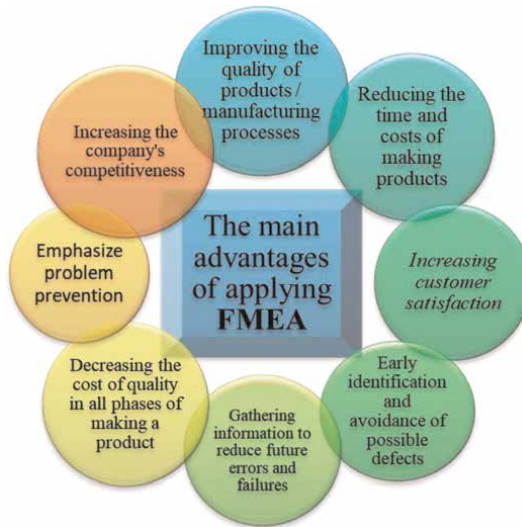 Improving the
quality of
products /
manufacturing
processes
Reducing the
time and
costs of
making
products
Increasing
customer
satisfaction
Early
identification
and
avoidance of
possible
defects
Gathering
information to
reduce future
errors and
failures
Decreasing the
cost of quality
in all phases of
making a
product
Emphasize
problem
prevention
Increasing the
company's
competitiveness
The main
advantages
of applying
FMEA